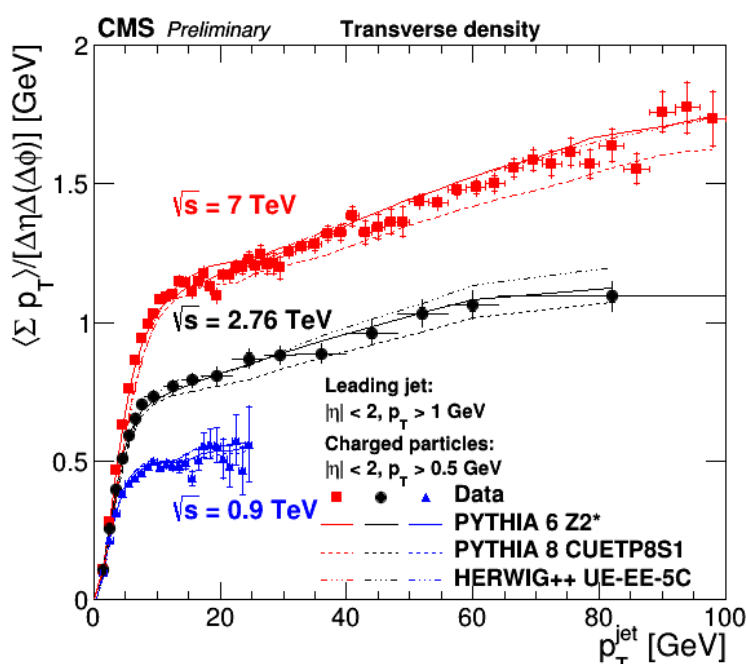 CMS Preliminary Transverse density
⟨Σ p_T⟩/[ΔηΔ(Δϕ)] [GeV]
2
1.5
1
0.5
0
√s = 7 TeV
√s = 2.76 TeV
√s = 0.9 TeV
Leading jet:
|η| < 2, p_T > 1 GeV
Charged particles:
|η| < 2, p_T > 0.5 GeV
Data
PYTHIA 6 Z2*
PYTHIA 8 CUETP8S1
HERWIG++ UE-EE-5C
0 20 40 60 80 100
p_T^jet [GeV]